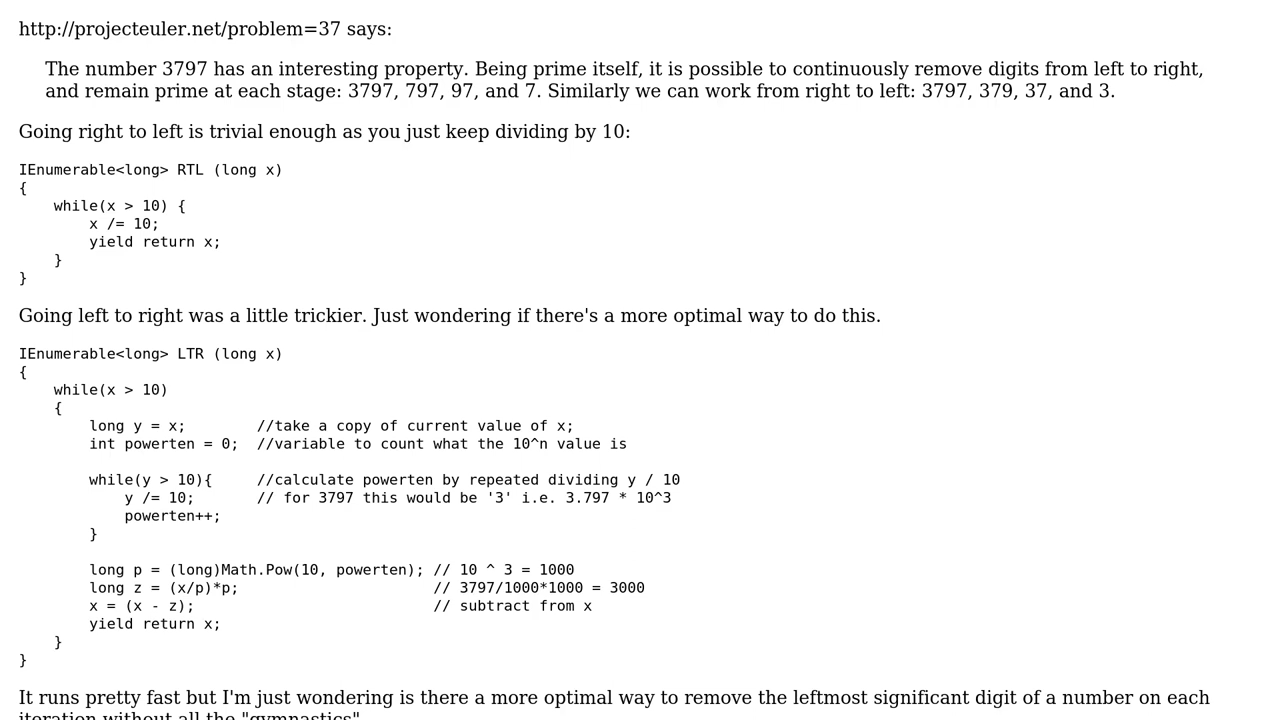 http://projecteuler.net/problem=37 says:
The number 3797 has an interesting property. Being prime itself, it is possible to continuously remove digits from left to right,
and remain prime at each stage: 3797, 797, 97, and 7. Similarly we can work from right to left: 3797, 379, 37, and 3.
Going right to left is trivial enough as you just keep dividing by 10:
IEnumerable<long> RTL (long x)
{
    while(x > 10) {
        x /= 10;
        yield return x;
    }
}
Going left to right was a little trickier. Just wondering if there's a more optimal way to do this.
IEnumerable<long> LTR (long x)
{
    while(x > 10)
    {
        long y = x;        //take a copy of current value of x;
        int powerten = 0;  //variable to count what the 10^n value is
        while(y > 10){     //calculate powerten by repeated dividing y / 10
            y /= 10;       // for 3797 this would be '3' i.e. 3.797 * 10^3
            powerten++;
        }
        long p = (long)Math.Pow(10, powerten); // 10 ^ 3 = 1000
        long z = (x/p)*p;                      // 3797/1000*1000 = 3000
        x = (x - z);                           // subtract from x
        yield return x;
    }
}
It runs pretty fast but I'm just wondering is there a more optimal way to remove the leftmost significant digit of a number on each
iteration without all the "gymnastics"